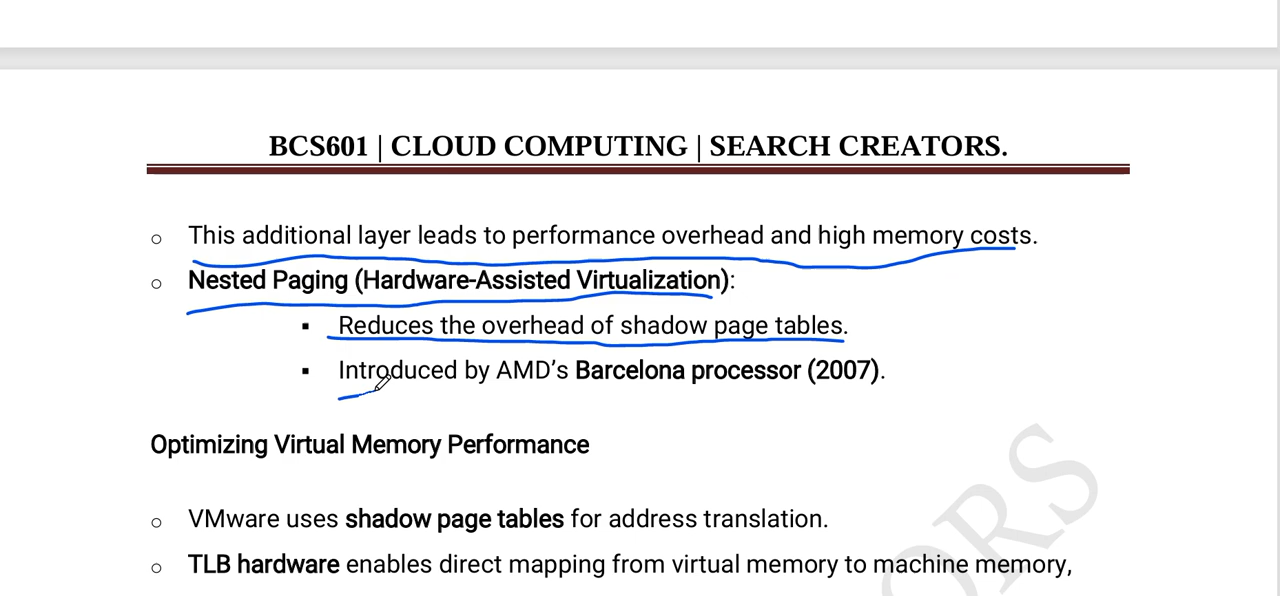 BCS601 | CLOUD COMPUTING | SEARCH CREATORS.
○ This additional layer leads to performance overhead and high memory costs.
○ Nested Paging (Hardware-Assisted Virtualization):
▪ Reduces the overhead of shadow page tables.
▪ Introduced by AMD’s Barcelona processor (2007).
Optimizing Virtual Memory Performance
○ VMware uses shadow page tables for address translation.
○ TLB hardware enables direct mapping from virtual memory to machine memory,
ORS